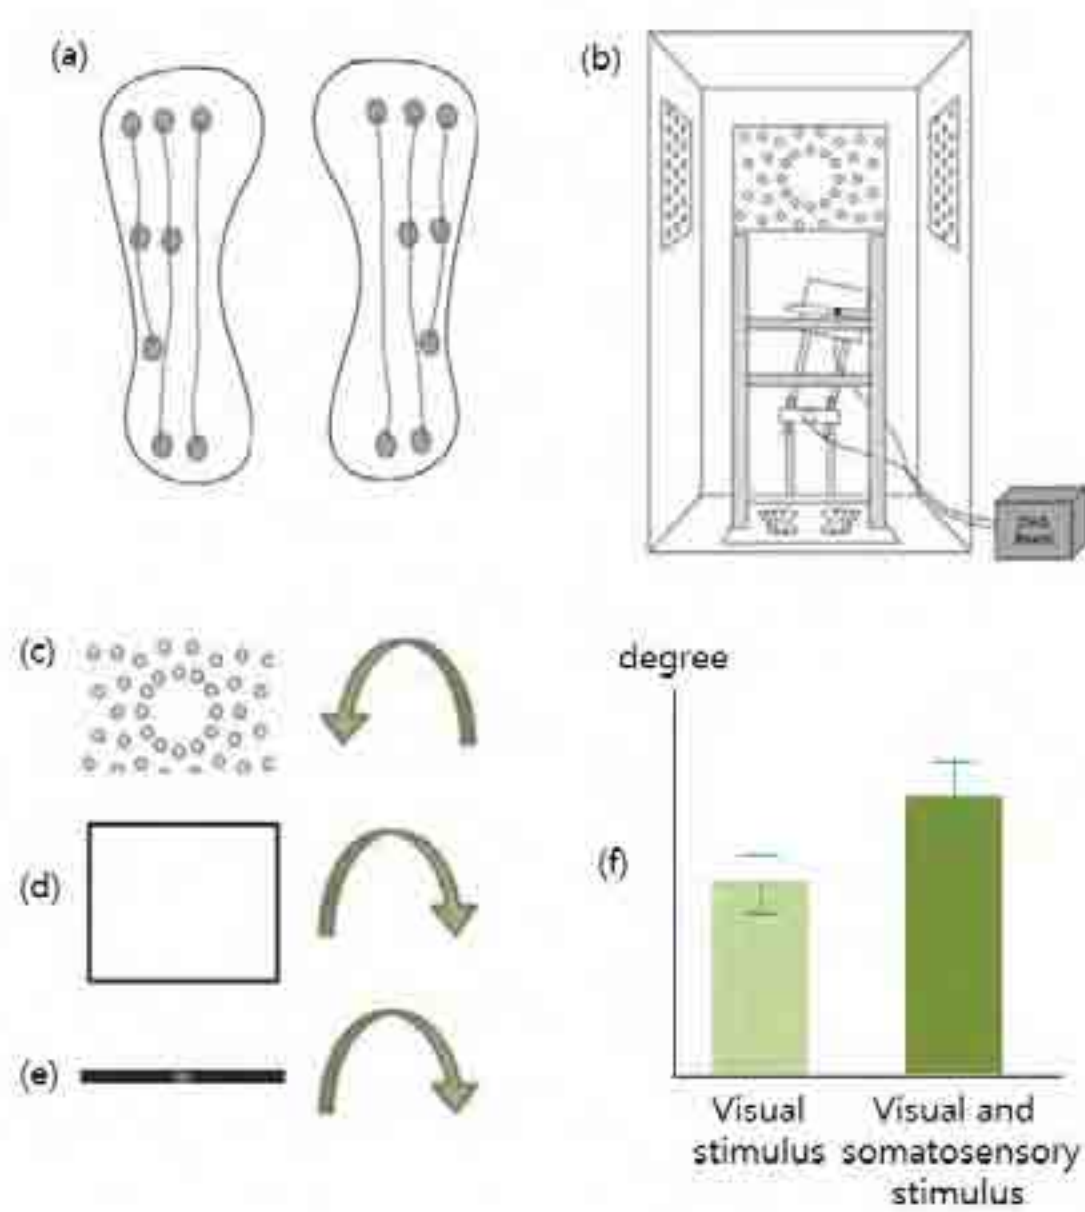 (a)
(b)
(c)
degree
(d)
(f)
(e)
Visual
stimulus
Visual and
somatosensory
stimulus